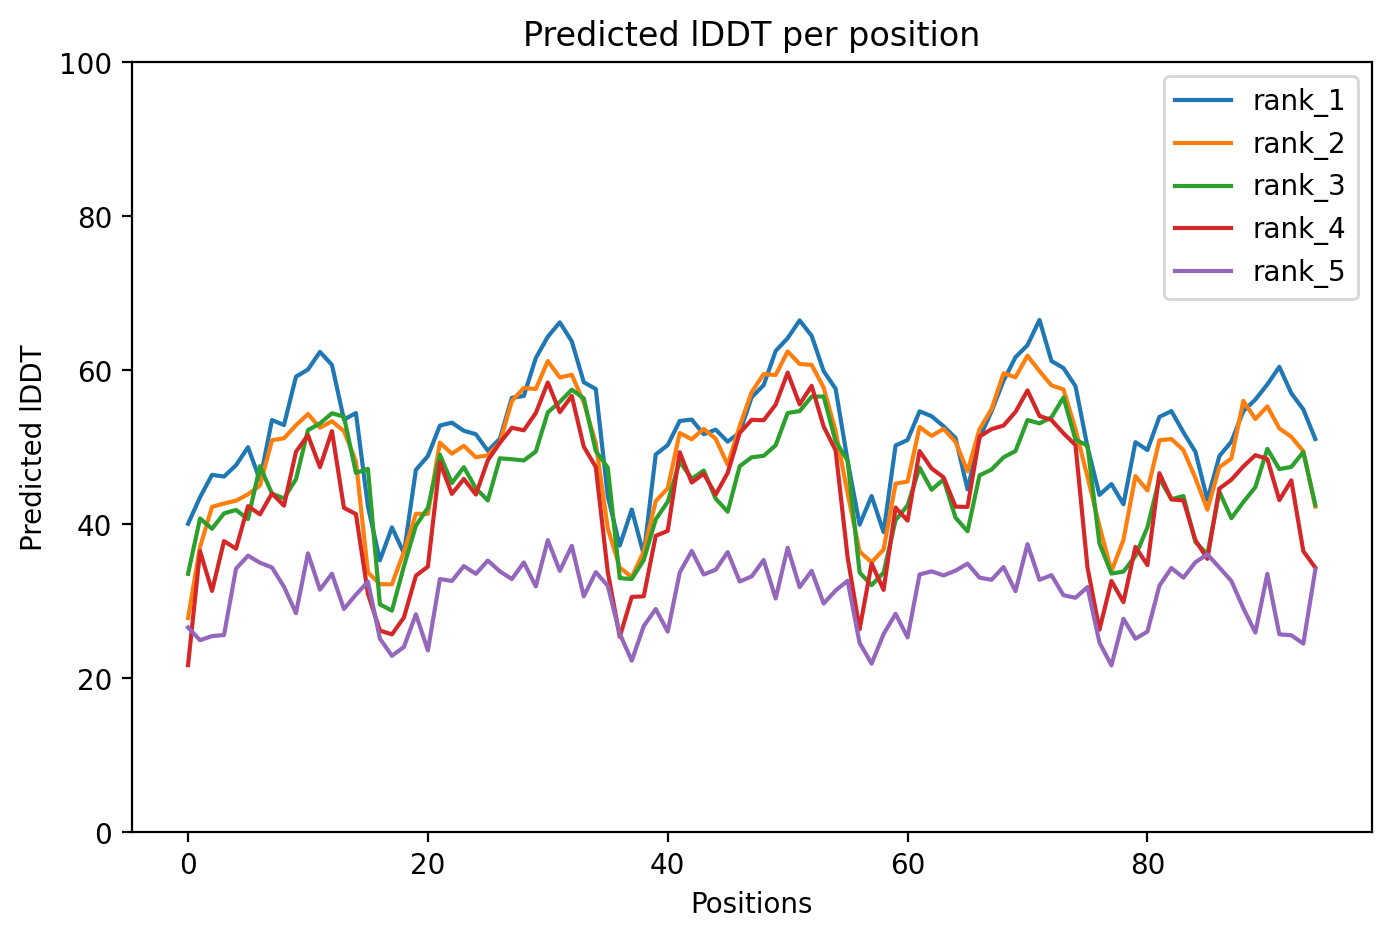 Predicted lDDT per position
100
80
60
40
20
0
Predicted lDDT
0 20 40 60 80
Positions
rank_1
rank_2
rank_3
rank_4
rank_5